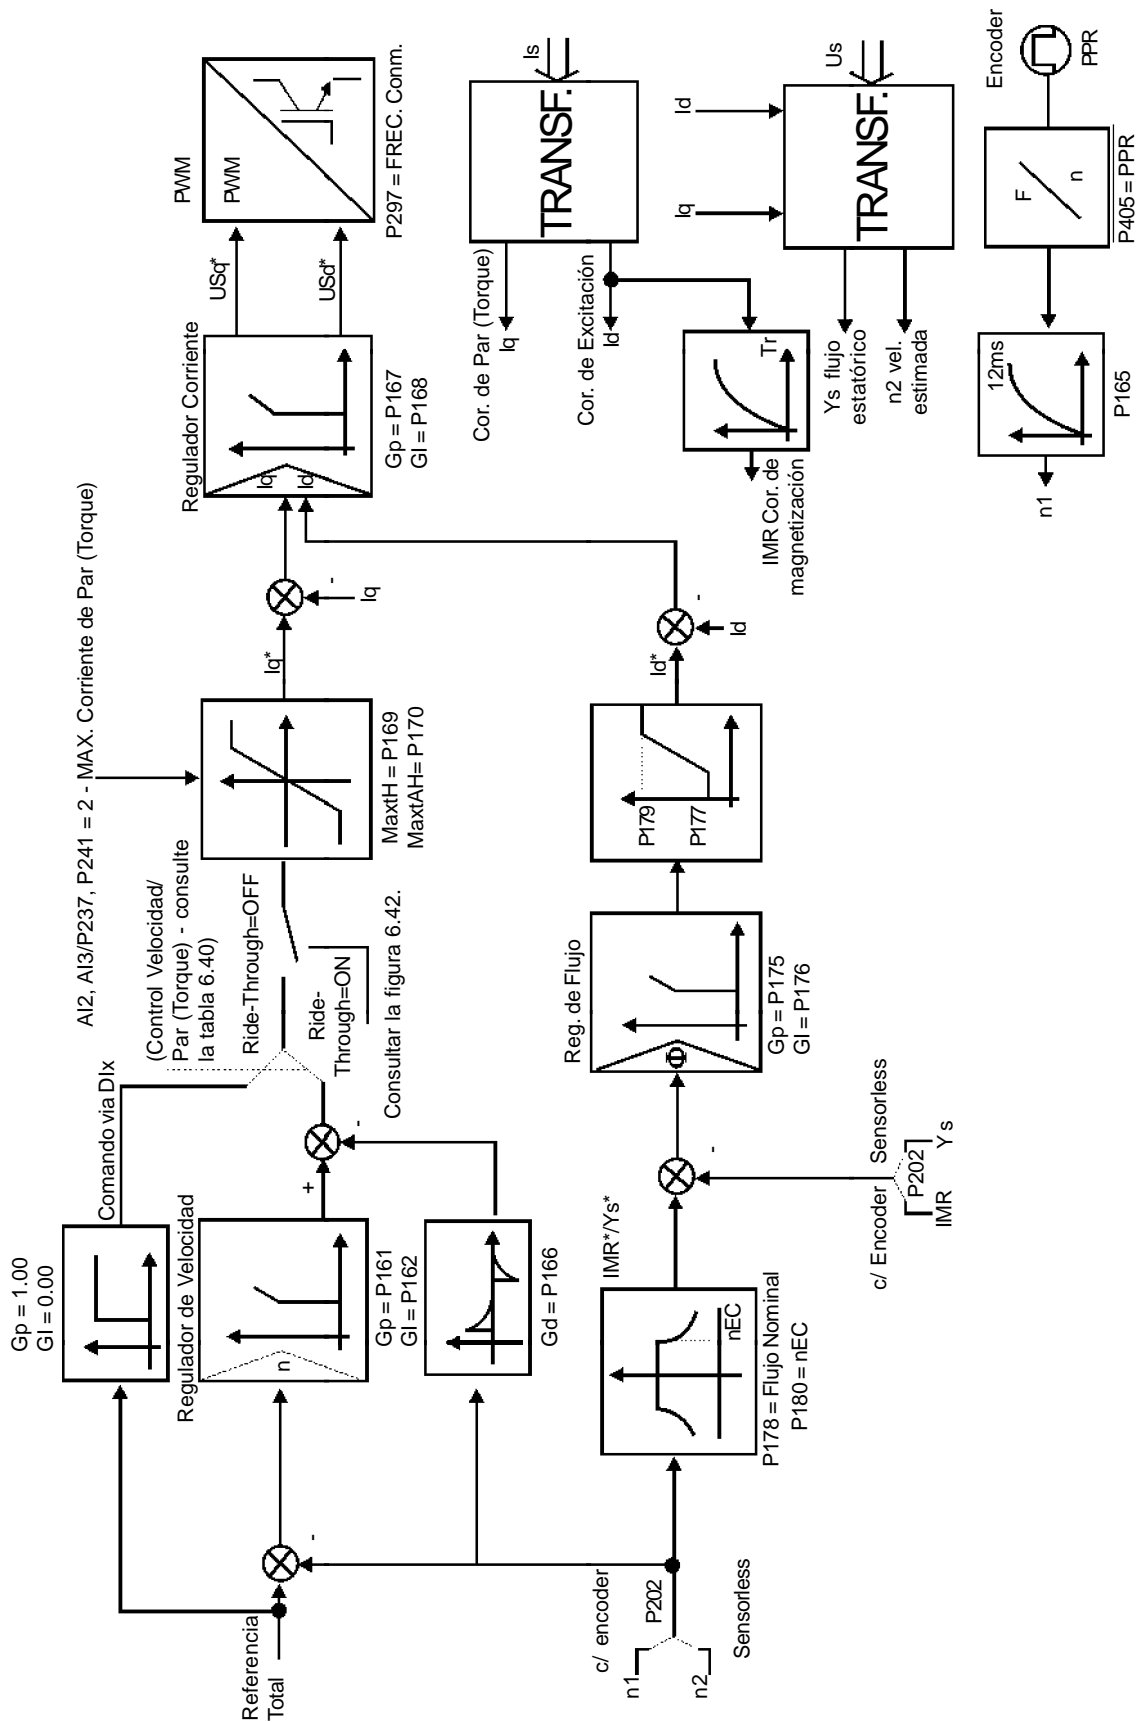 Referencia
Total
Gp = 1.00
GI = 0.00
Comando via DIx
Regulador de Velocidad
n
Gp = P161
GI = P162
+
-
-
Gd = P166
AI2, AI3/P237, P241 = 2 - MAX. Corriente de Par (Torque)
(Control Velocidad/
Par (Torque) - consulte
la tabla 6.40)
Ride-Through=OFF
Ride-
Through=ON
Consultar la figura 6.42.
MaxtH = P169
MaxtAH= P170
Iq*
-
Iq
Regulador Corriente
Iq
Id
Gp = P167
GI = P168
USq*
USd*
PWM
PWM
P297 = FREC. Conm.
c/ encoder
n1
P202
n2
Sensorless
IMR*/Ys*
nEC
P178 = Flujo Nominal
P180 = nEC
-
c/ Encoder
Sensorless
P202
IMR
Ys
Reg. de Flujo
Φ
Gp = P175
GI = P176
P179
P177
Id*
-
Id
Cor. de Par (Torque)
Iq
Cor. de Excitación
Id
TRANSF.
Is
Tr
IMR Cor. de
magnetización
Iq
Id
TRANSF.
Us
Ys flujo
estatórico
n2 vel.
estimada
n1
12ms
P165
F
n
P405 = PPR
Encoder
PPR